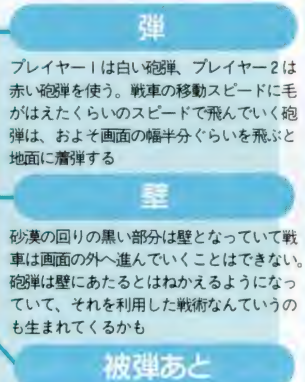 弾
プレイヤー1は白い砲弾、プレイヤー2は
赤い砲弾を使う。戦車の移動スピードに毛
がはえたくらいのスピードで飛んでいく砲
弾は、およそ画面の幅半分ぐらいを飛ぶと
地面に着弾する
壁
砂漠の回りの黒い部分は壁となっていて戦
車は画面の外へ進んでいくことはできない。
砲弾は壁にあたるとはねかえるようになっ
ていて、それを利用した戦術なんていうの
も生まれてくるかも
被弾あと